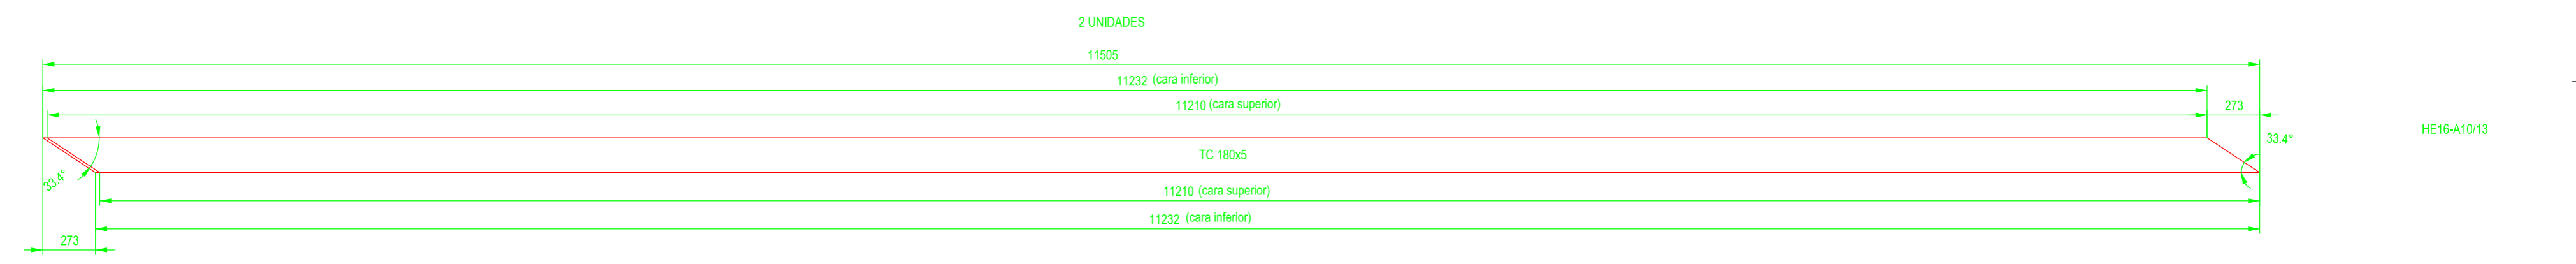 2 UNIDADES
11505
11232 (cara inferior)
11210 (cara superior)
273
33.4°
HE16-A10/13
TC 180x5
33.4°
11210 (cara superior)
11232 (cara inferior)
273